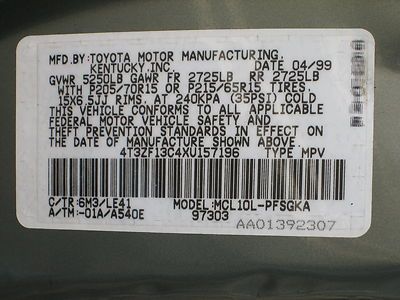 MFD.BY:TOYOTA MOTOR MANUFACTURING.
KENTUCKY,INC. DATE 04/99
GVWR 5250LB GAWR FR 2725LB RR 2725LB
WITH P205/70R15 OR P215/65R15 TIRES.
15X6.5JJ RIMS. AT 240KPA (35PSI) COLD
THIS VEHICLE CONFORMS TO ALL APPLICABLE
FEDERAL MOTOR VEHICLE SAFETY AND
THEFT PREVENTION STANDARDS IN EFFECT ON
THE DATE OF MANUFACTURE SHOWN ABOVE.
4T3ZF13C4XU157196 TYPE MPV
C/TR:6M3/LE41 MODEL:MCL10L-PFSGKA
A/TM:-01A/A540E 97303
AA01392307